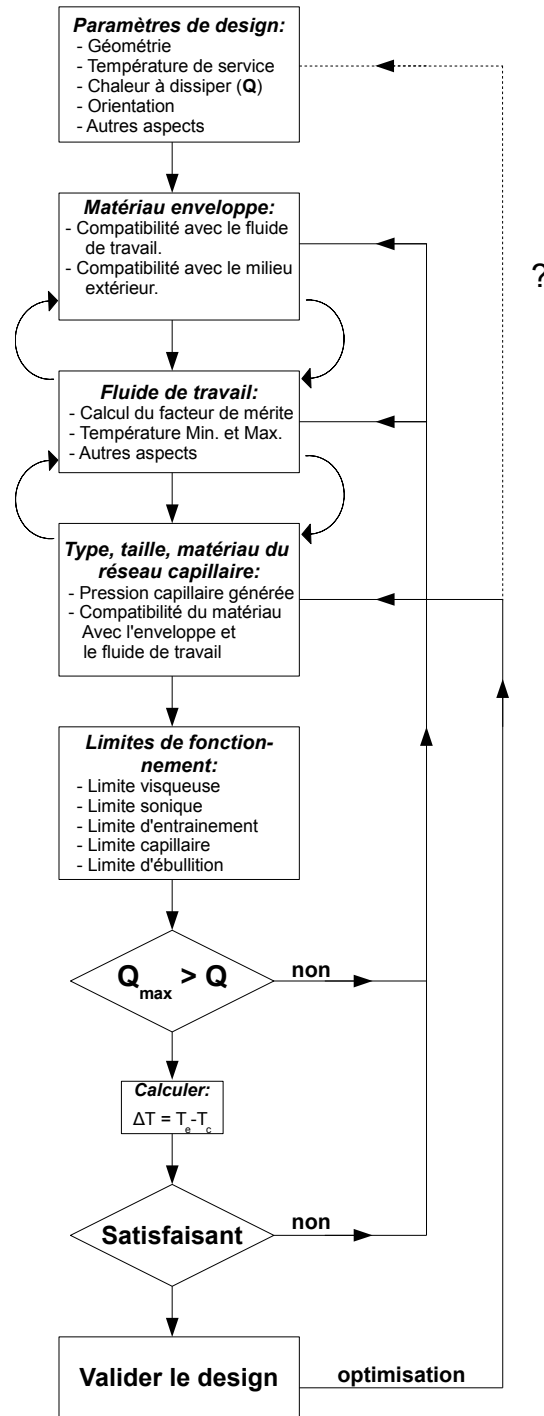 Paramètres de design:
- Géométrie
- Température de service
- Chaleur à dissiper (Q)
- Orientation
- Autres aspects
Matériau enveloppe:
- Compatibilité avec le fluide
de travail.
- Compatibilité avec le milieu
extérieur.
?
Fluide de travail:
- Calcul du facteur de mérite
- Température Min. et Max.
- Autres aspects
Type, taille, matériau du
réseau capillaire:
- Pression capillaire générée
- Compatibilité du matériau
Avec l'enveloppe et
le fluide de travail
Limites de fonction-
nement:
- Limite visqueuse
- Limite sonique
- Limite d'entrainement
- Limite capillaire
- Limite d'ébullition
Qmax > Q
non
Calculer:
ΔT = Te-Tc
Satisfaisant
non
Valider le design
optimisation